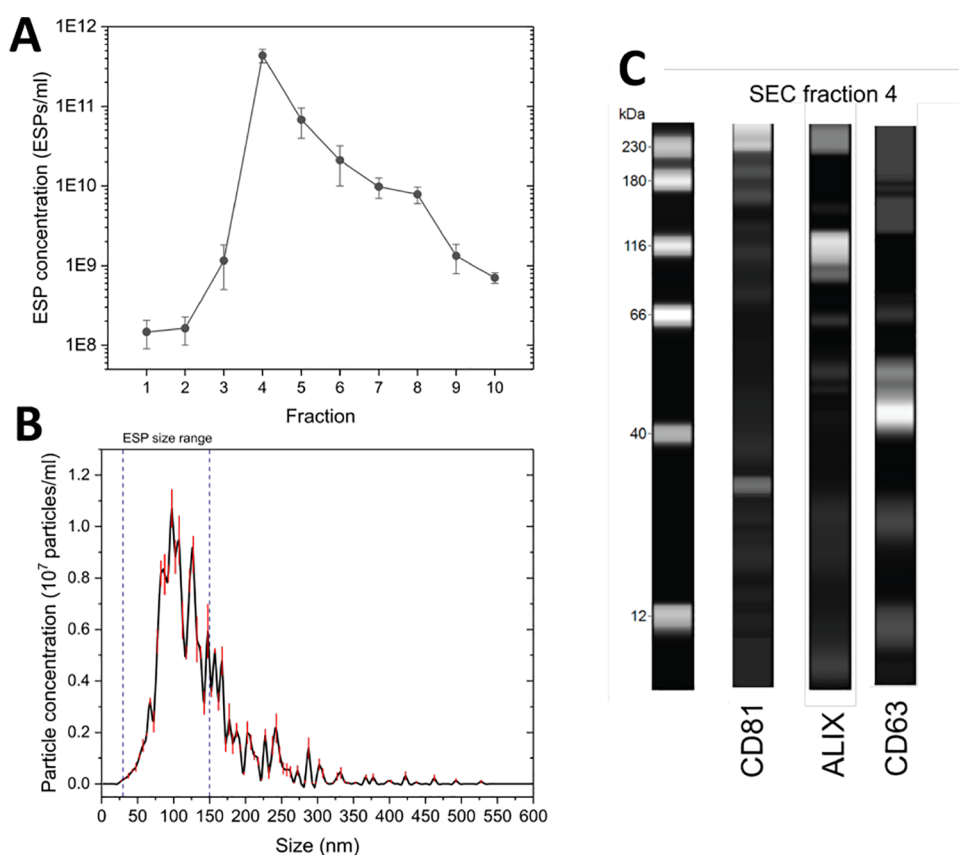 A
1E12
1E11
1E10
1E9
1E8
ESP concentration (ESPs/ml)
1 2 3 4 5 6 7 8 9 10
Fraction
B
ESP size range
1.2
1.0
0.8
0.6
0.4
0.2
0.0
Particle concentration (10⁷ particles/ml)
0 25 50 75 100 150 200 250 300 350 400 450 500 550 600
Size (nm)
C
SEC fraction 4
kDa
230
180
116
66
40
12
CD81
ALIX
CD63